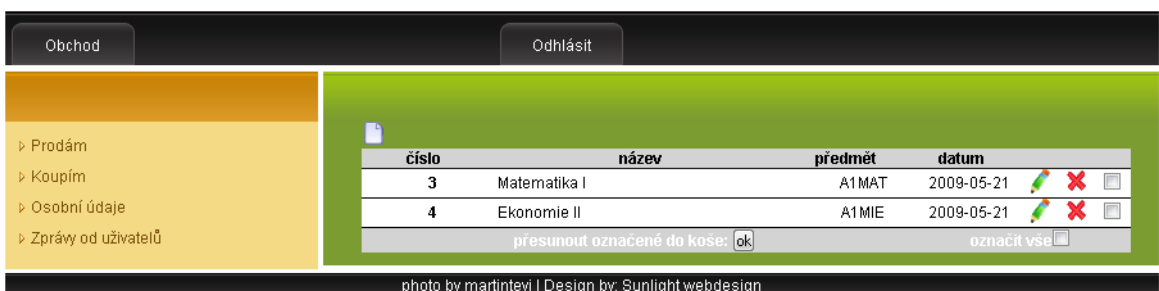 Obchod Odhlásit
Prodám
Koupím
Osobní údaje
Zprávy od uživatelů
číslo název předmět datum
3 Matematika I A1MAT 2009-05-21
4 Ekonomie II A1MIE 2009-05-21
přesunout označené do koše: ok označit vše
photo by martintevi | Design by: Sunlight webdesign